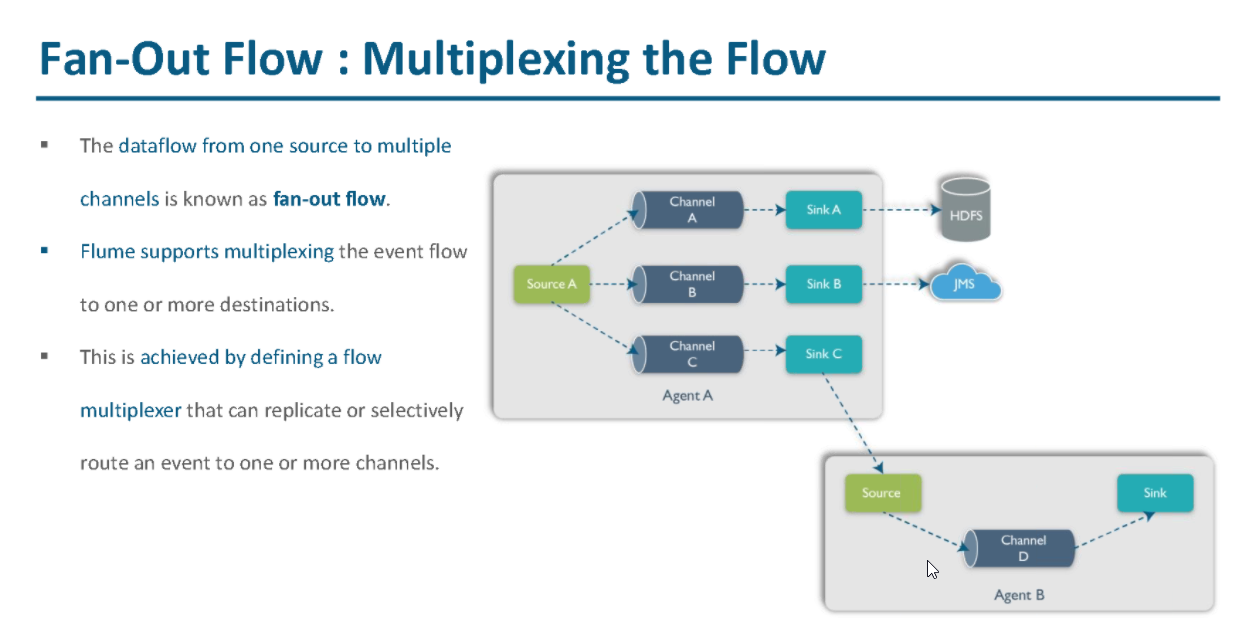 Fan-Out Flow : Multiplexing the Flow
▪ The dataflow from one source to multiple
channels is known as fan-out flow.
▪ Flume supports multiplexing the event flow
to one or more destinations.
▪ This is achieved by defining a flow
multiplexer that can replicate or selectively
route an event to one or more channels.
Source A
Channel
A
Sink A
HDFS
Channel
B
Sink B
JMS
Channel
C
Sink C
Agent A
Source
Channel
D
Sink
Agent B